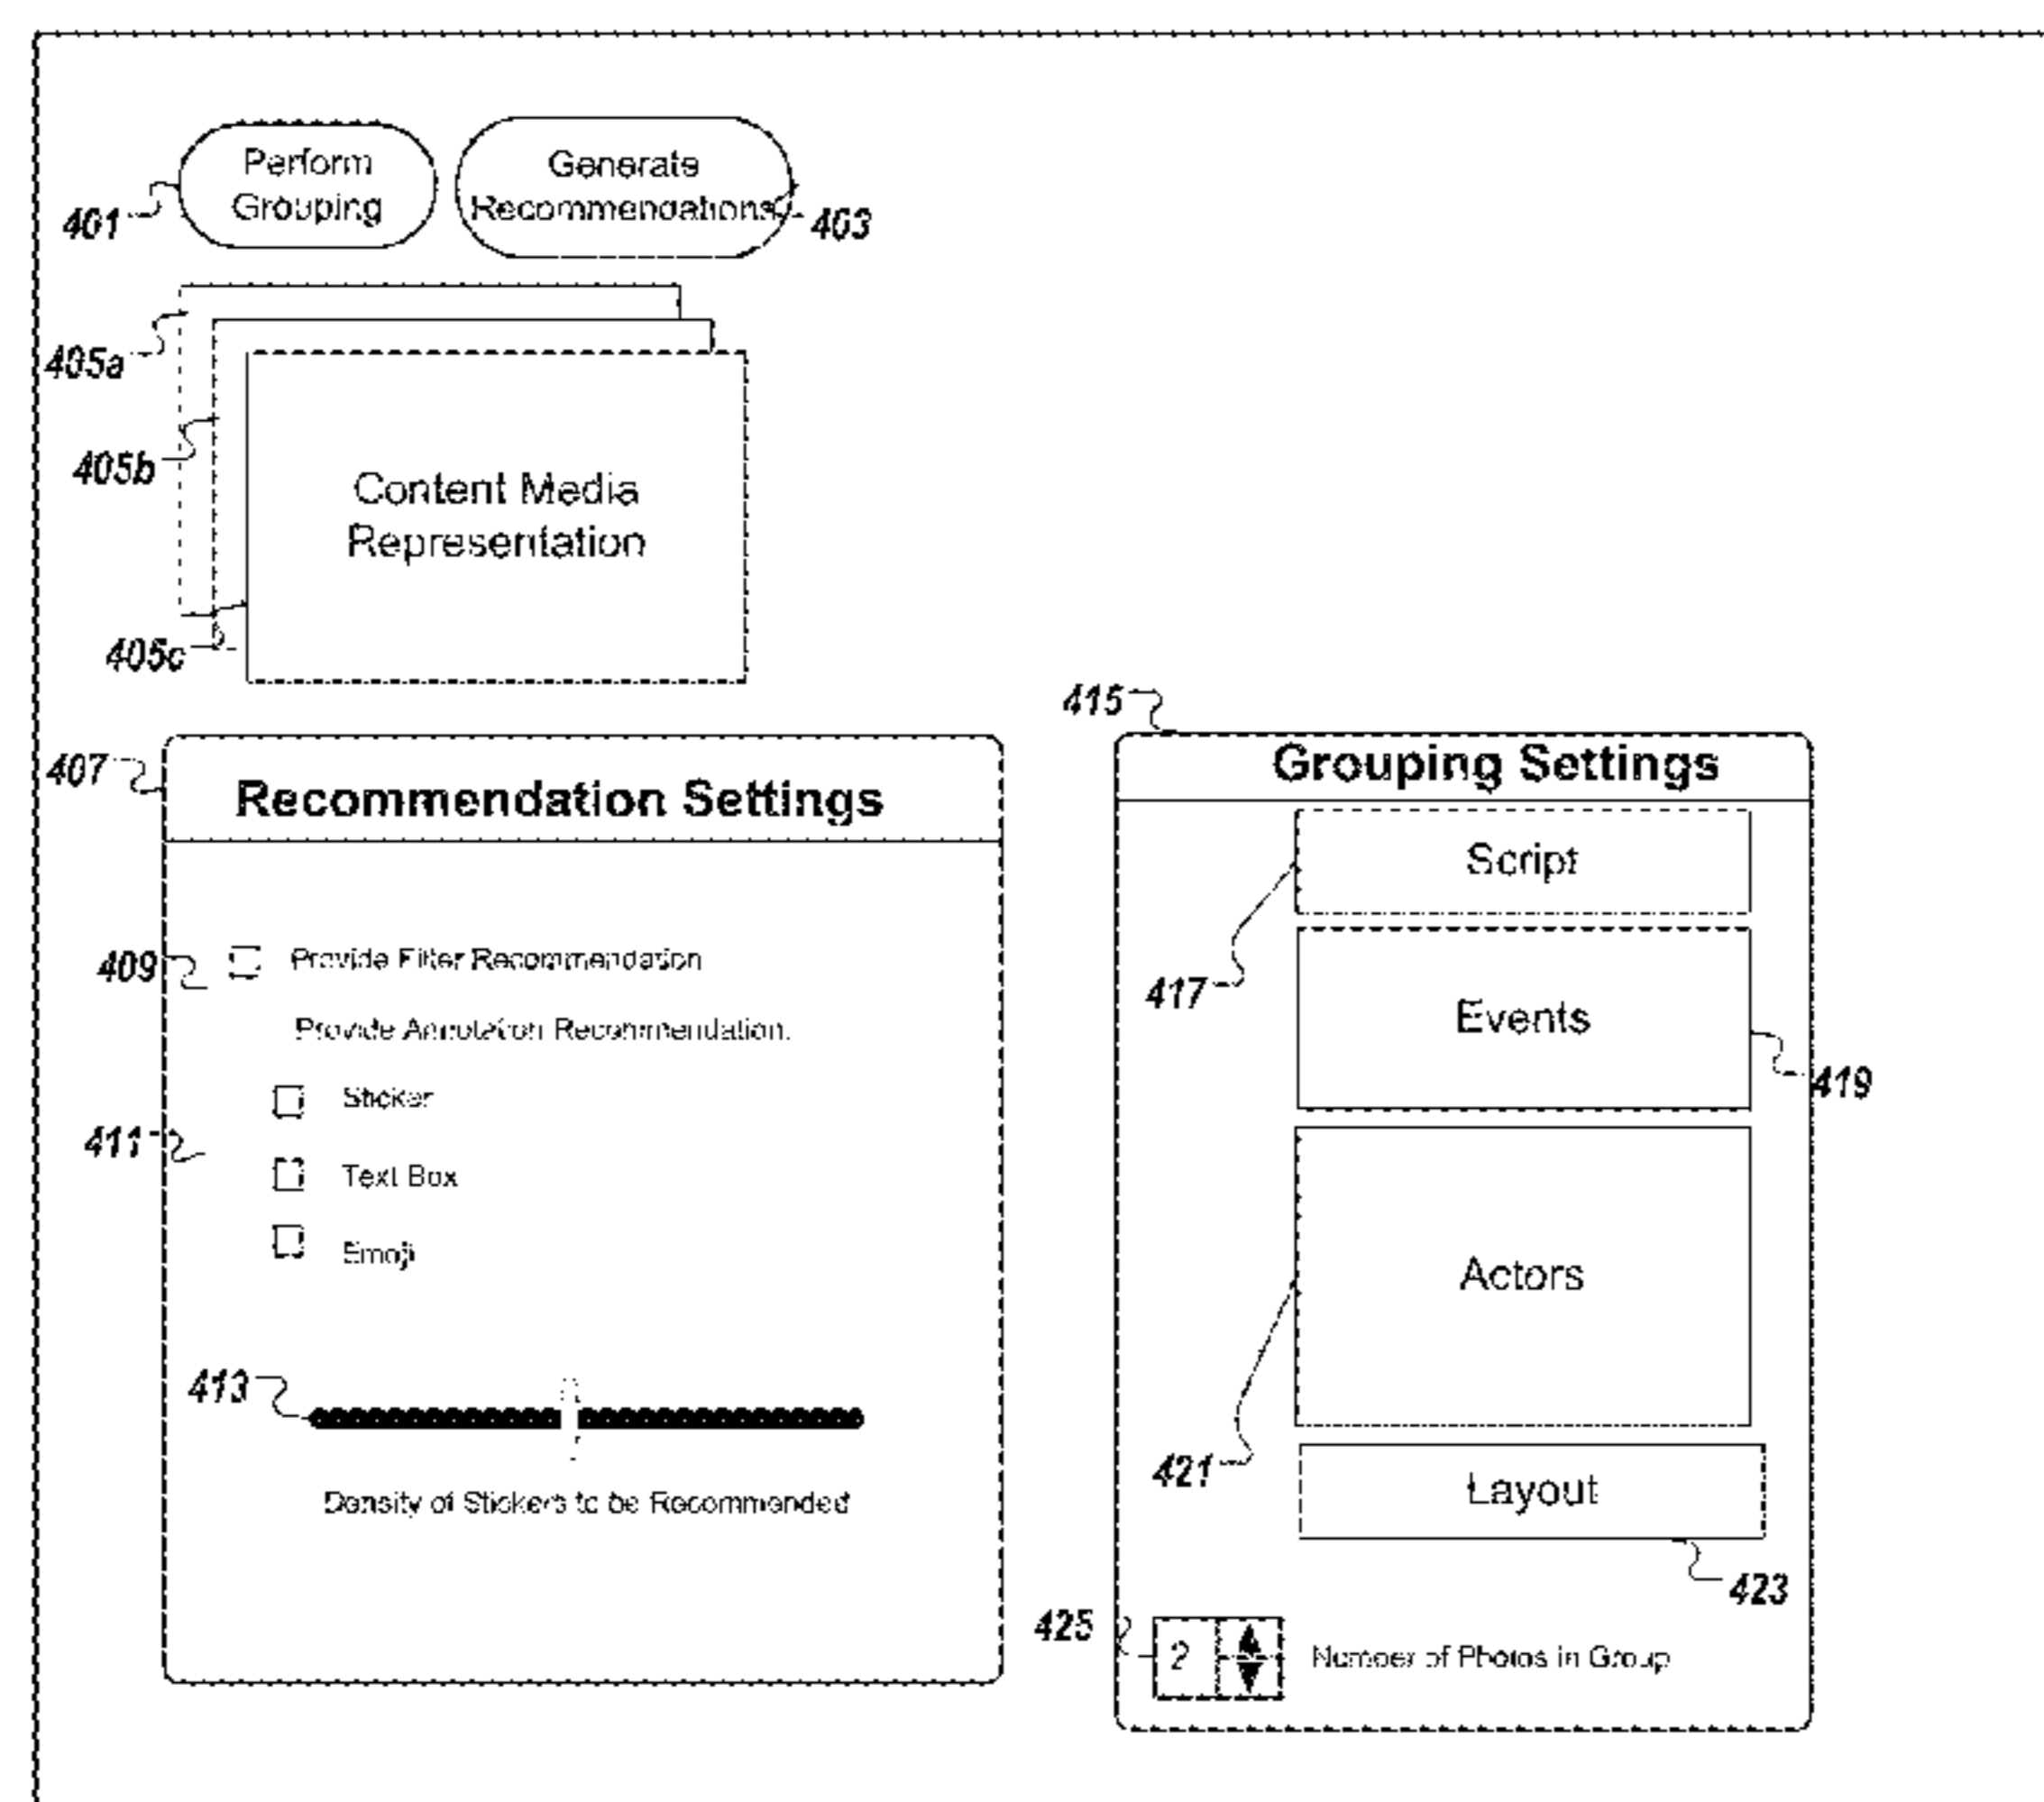 Perform
Grouping
Generate
Recommendations
401
403
405a
405b
Content Media
Representation
405c
407
Recommendation Settings
409
Provide Filter Recommendation
Provide Annotation Recommendation.
Sticker
411
Text Box
Emoji
413
Density of Stickers to be Recommended
415
Grouping Settings
Script
417
Events
419
Actors
421
Layout
423
425
2
Number of Photos in Group